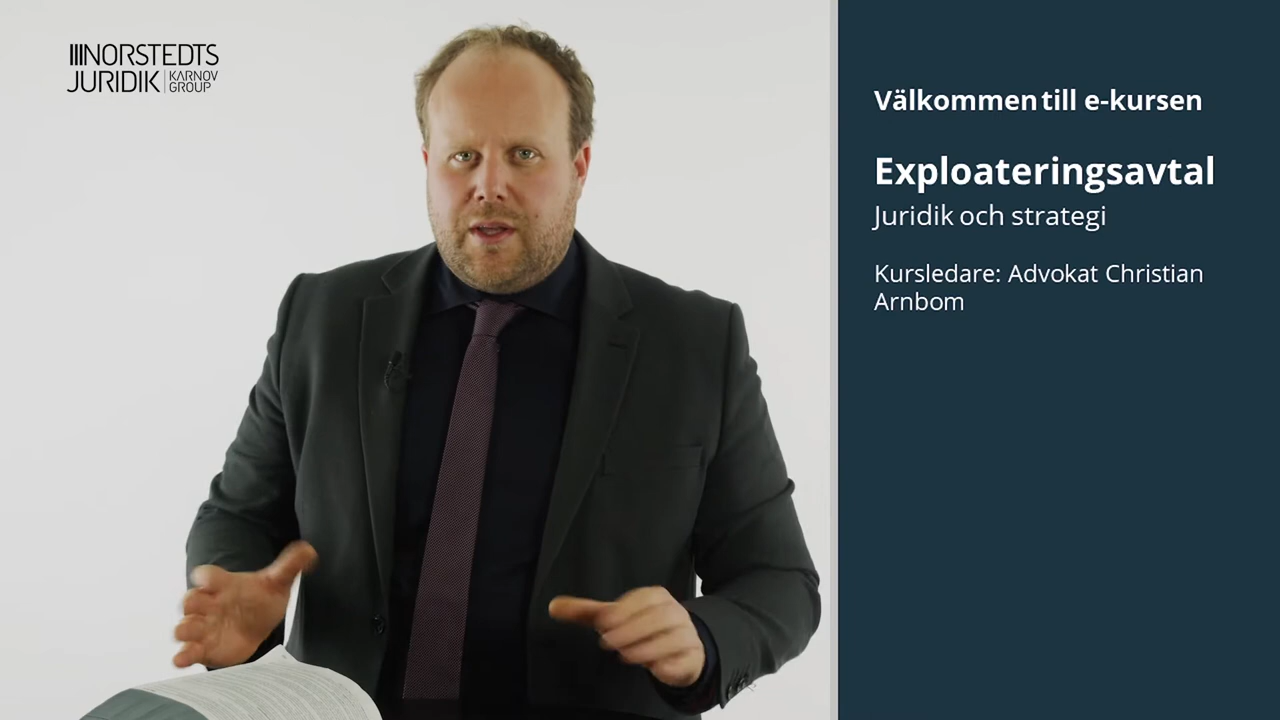 NORSTEDTS
JURIDIK KARNOV
GROUP
Välkommen till e-kursen
Exploateringsavtal
Juridik och strategi
Kursledare: Advokat Christian
Arnbom